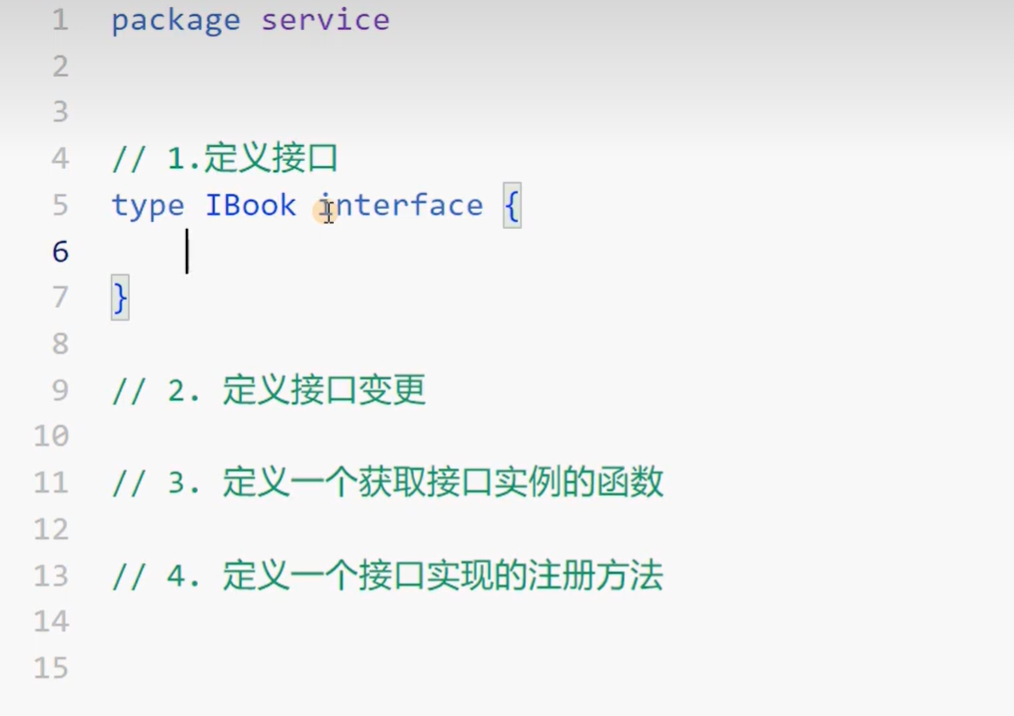 1 package service
2
3
4 // 1.定义接口
5 type IBook interface {
6
7 }
8
9 // 2. 定义接口变更
10
11 // 3. 定义一个获取接口实例的函数
12
13 // 4. 定义一个接口实现的注册方法
14
15